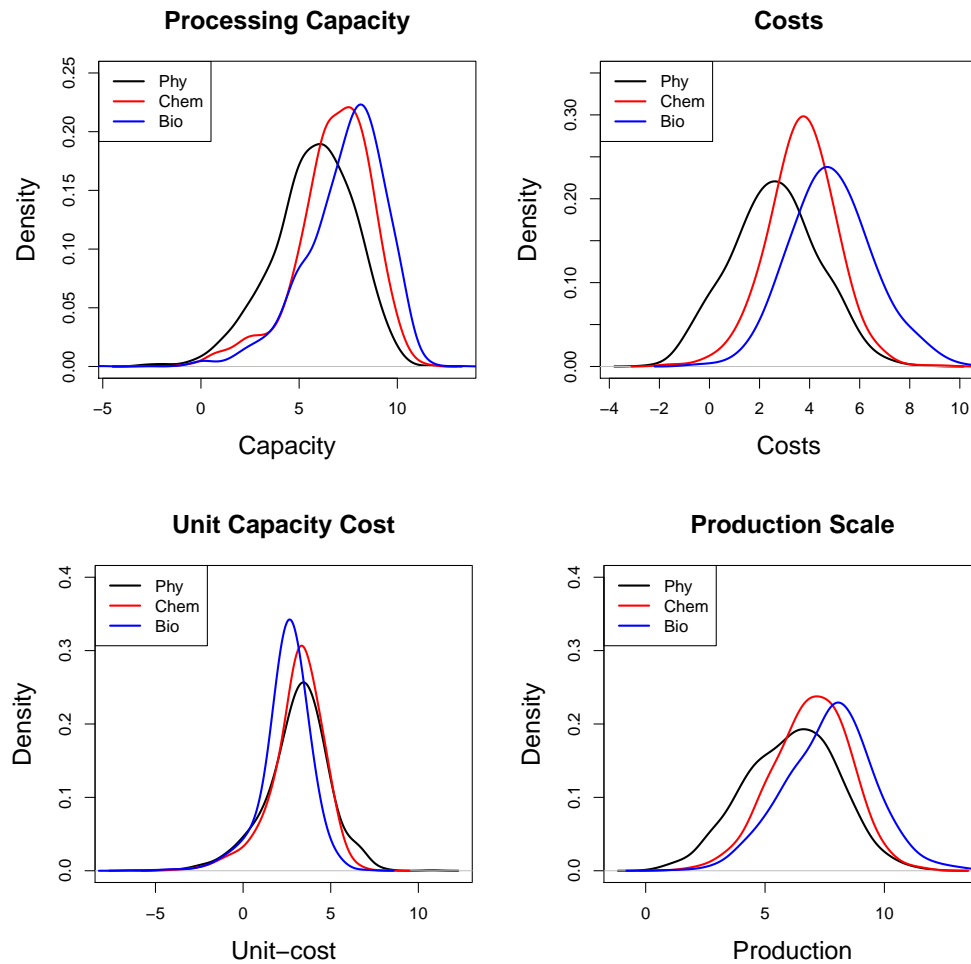 Processing Capacity
Density
0.00 0.05 0.10 0.15 0.20 0.25
Phy
Chem
Bio
−5 0 5 10
Capacity
Costs
Density
0.00 0.10 0.20 0.30
Phy
Chem
Bio
−4 −2 0 2 4 6 8 10
Costs
Unit Capacity Cost
Density
0.0 0.1 0.2 0.3 0.4
Phy
Chem
Bio
−5 0 5 10
Unit−cost
Production Scale
Density
0.0 0.1 0.2 0.3 0.4
Phy
Chem
Bio
0 5 10
Production